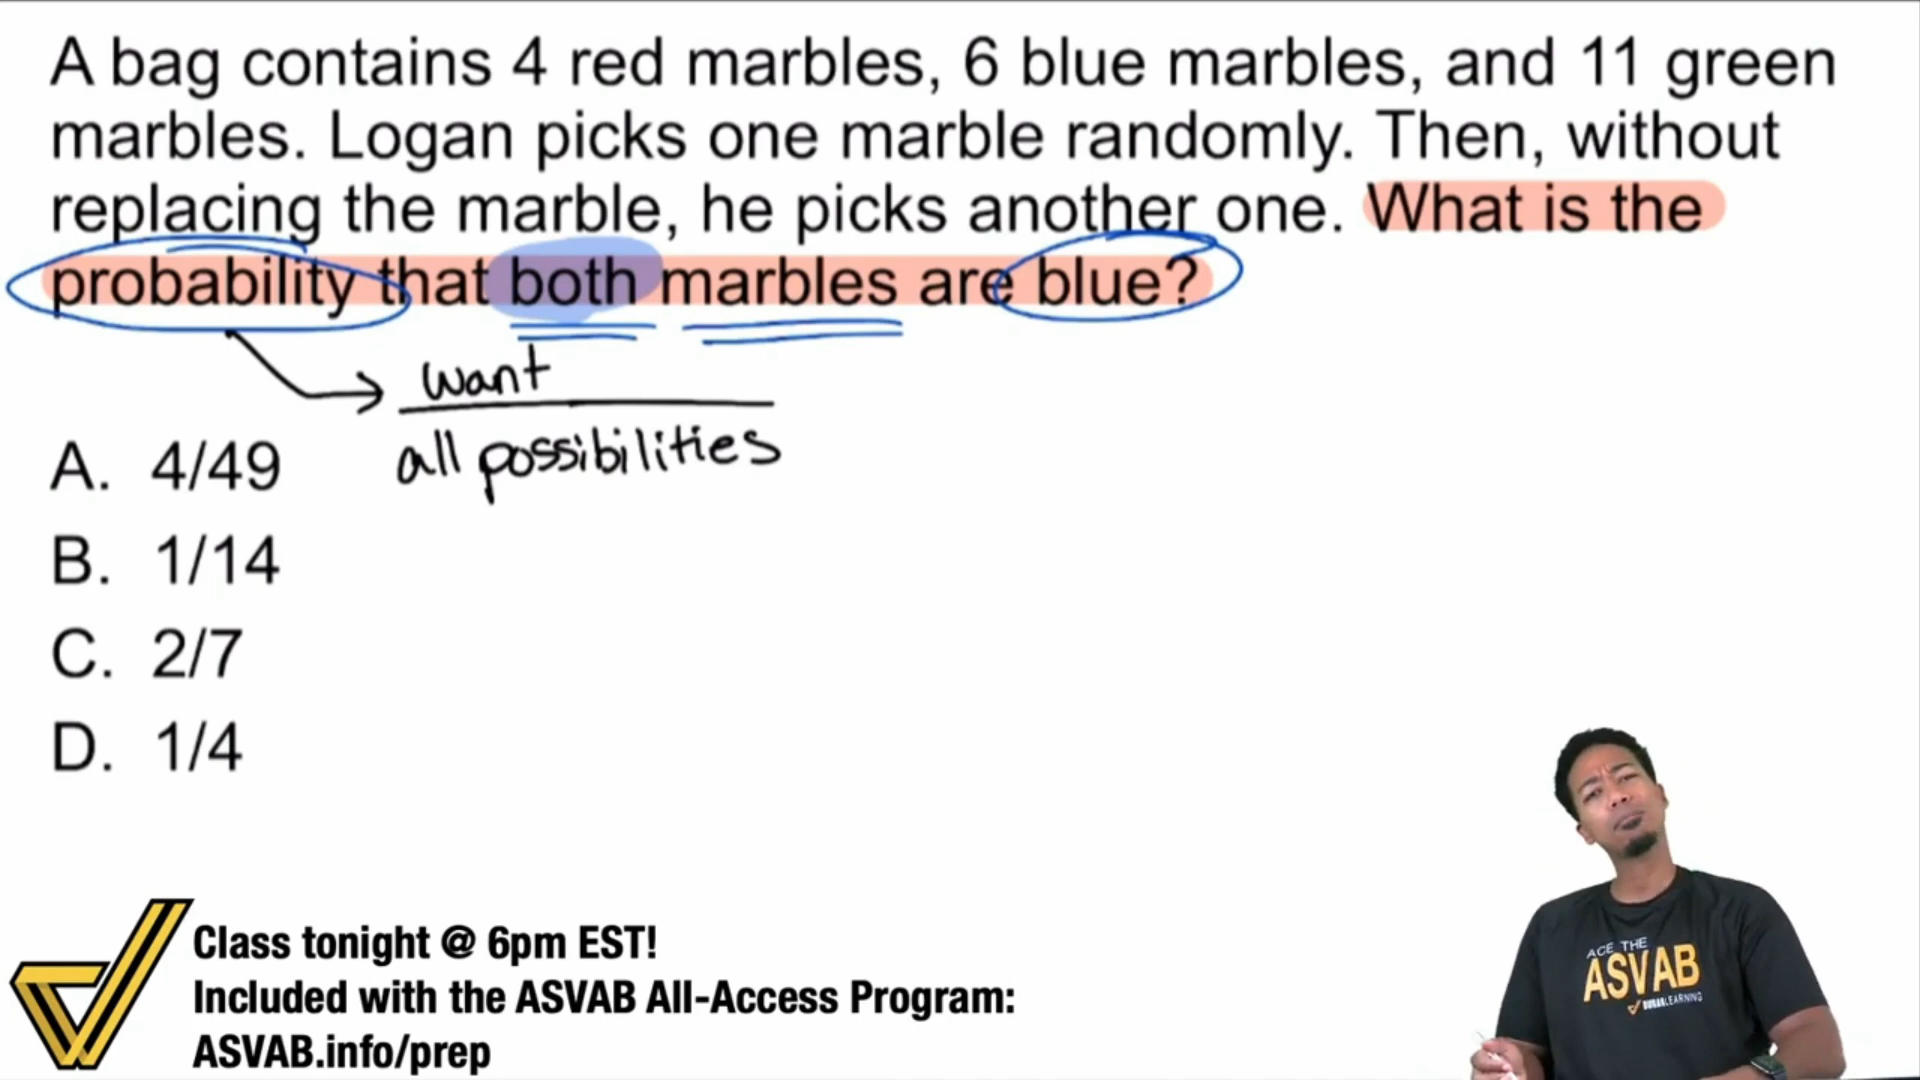 A bag contains 4 red marbles, 6 blue marbles, and 11 green
marbles. Logan picks one marble randomly. Then, without
replacing the marble, he picks another one. What is the
probability that both marbles are blue?
want
all possibilities
A. 4/49
B. 1/14
C. 2/7
D. 1/4
ACE THE
ASVAB
Class tonight @ 6pm EST!
Included with the ASVAB All-Access Program:
ASVAB.info/prep